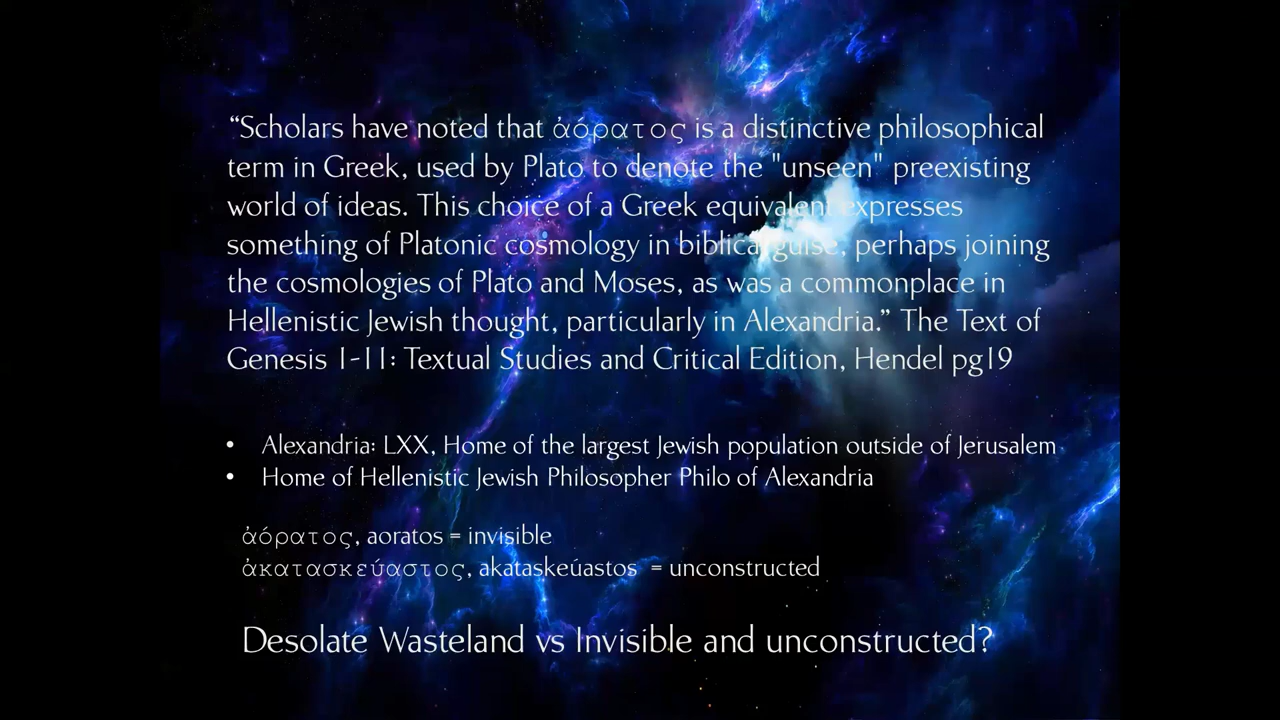 “Scholars have noted that ἀόρατος is a distinctive philosophical
term in Greek, used by Plato to denote the "unseen" preexisting
world of ideas. This choice of a Greek equivalent expresses
something of Platonic cosmology in biblical guise, perhaps joining
the cosmologies of Plato and Moses, as was a commonplace in
Hellenistic Jewish thought, particularly in Alexandria.” The Text of
Genesis 1-11: Textual Studies and Critical Edition, Hendel pg19
• Alexandria: LXX, Home of the largest Jewish population outside of Jerusalem
• Home of Hellenistic Jewish Philosopher Philo of Alexandria
ἀόρατος, aoratos = invisible
ἀκατασκεύαστος, akataskeúastos = unconstructed
Desolate Wasteland vs Invisible and unconstructed?